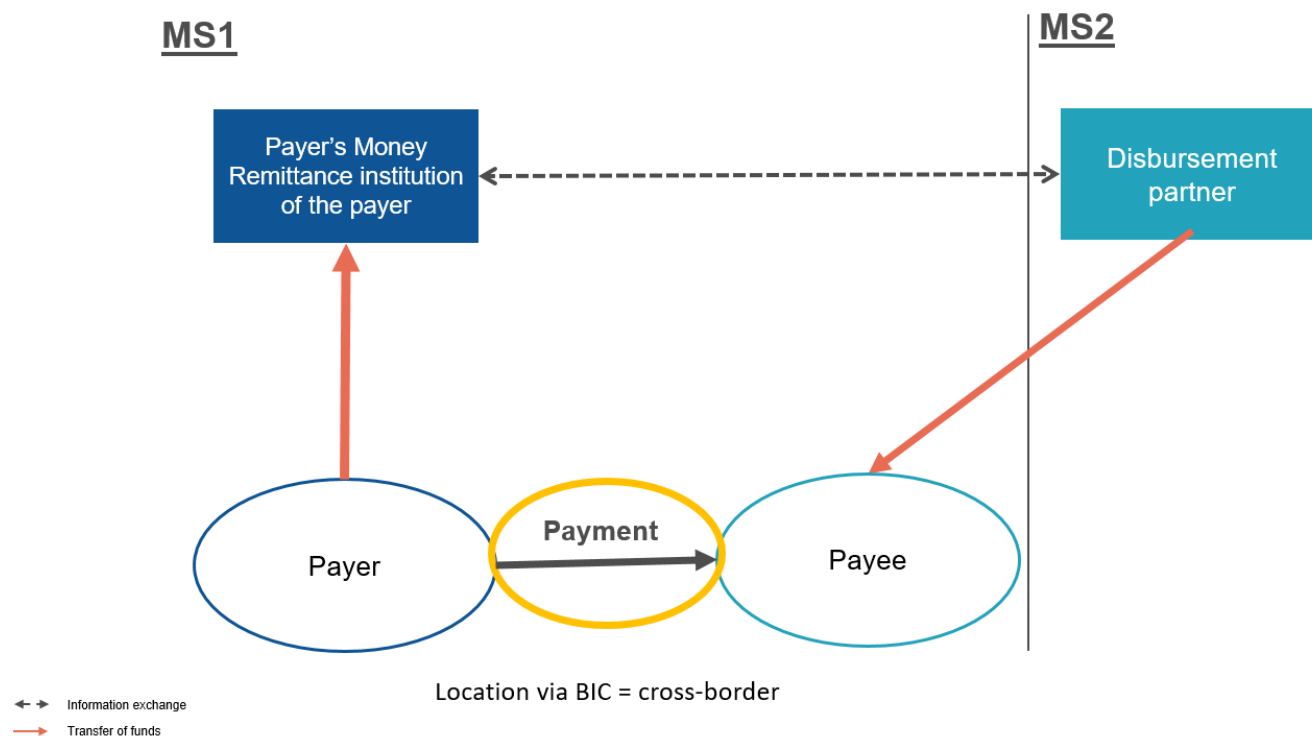 MS1
MS2
Payer's Money
Remittance institution
of the payer
Disbursement
partner
Payment
Payer
Payee
Location via BIC = cross-border
Information exchange
Transfer of funds